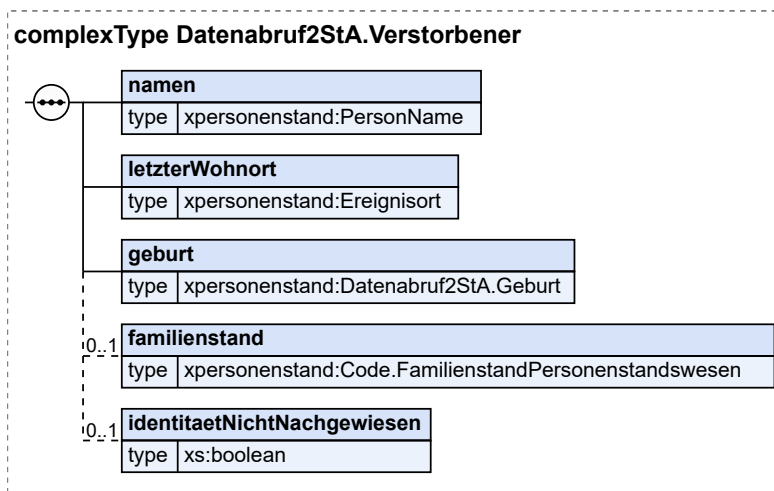 complexType Datenabruf2StA.Verstorbener
namen
type xpersonenstand:PersonName
letzterWohnort
type xpersonenstand:Ereignisort
geburt
type xpersonenstand:Datenabruf2StA.Geburt
0..1 familienstand
type xpersonenstand:Code.FamilienstandPersonenstandswesen
0..1 identitaetNichtNachgewiesen
type xs:boolean